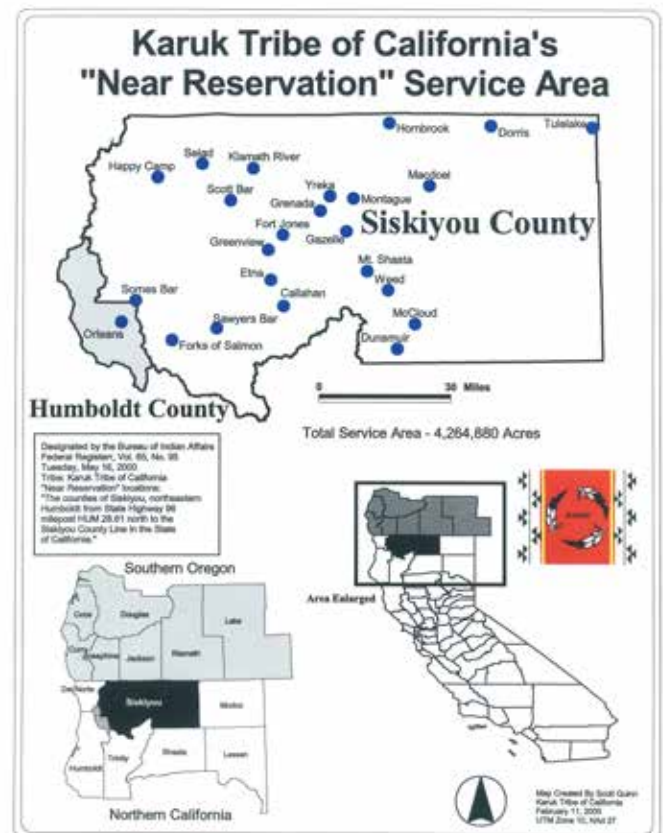 Karuk Tribe of California's
"Near Reservation" Service Area
Hornbrook
Dorris
Tulelake
Seiad
Klamath River
Happy Camp
Macdoel
Scott Bar
Yreka
Montague
Grenada
Siskiyou County
Fort Jones
Gazelle
Greenview
Mt. Shasta
Etna
Weed
Somes Bar
Callahan
McCloud
Orleans
Sawyers Bar
Dunsmuir
Forks of Salmon
0 30 Miles
Humboldt County
Total Service Area - 4,264,880 Acres
Designated by the Bureau of Indian Affairs
Federal Register, Vol. 65, No. 95
Tuesday, May 16, 2000
Tribe: Karuk Tribe of California
"Near Reservation" locations:
"The counties of Siskiyou, northeastern
Humboldt from State Highway 96
milepost HUM 28.61 north to the
Siskiyou County Line in the State
of California."
Southern Oregon
Coos
Douglas
Lake
Curry
Josephine
Jackson
Klamath
Del Norte
Siskiyou
Modoc
Humboldt
Trinity
Shasta
Lassen
Northern California
Area Enlarged
Map Created By Scott Quinn
Karuk Tribe of California
February 11, 2005
UTM Zone 10, NAd 27